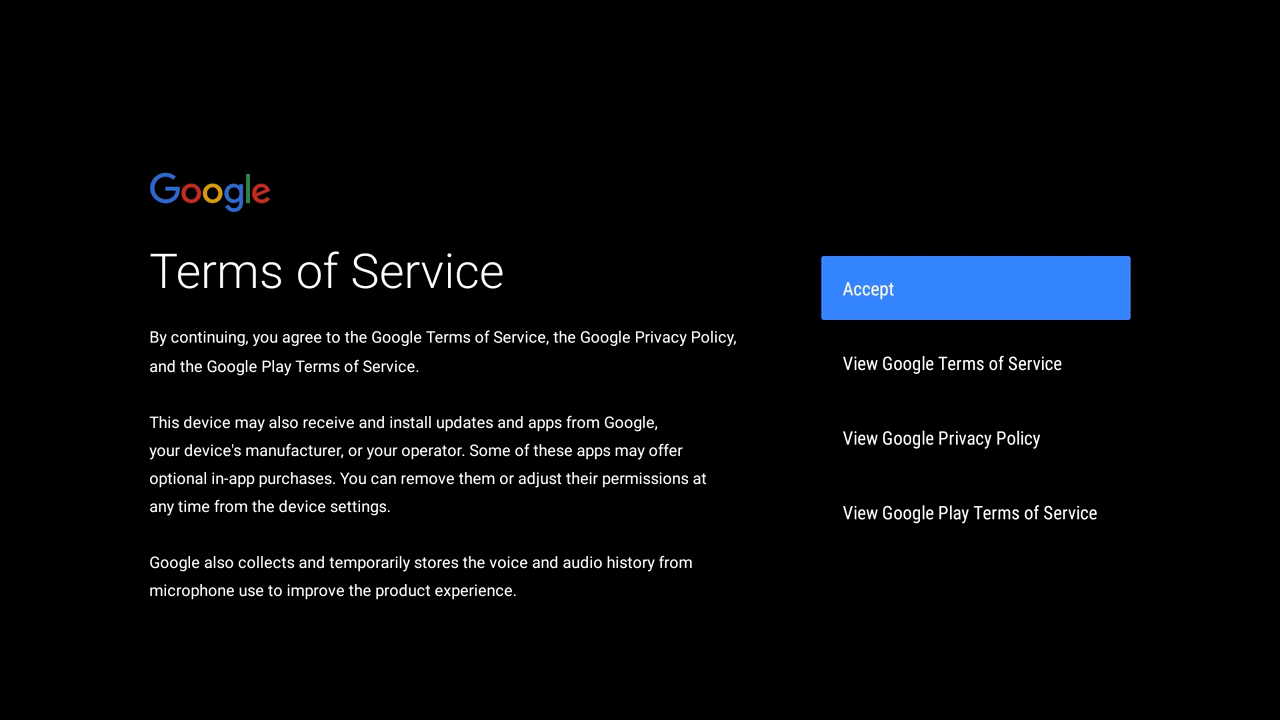 Google
Terms of Service
By continuing, you agree to the Google Terms of Service, the Google Privacy Policy,
and the Google Play Terms of Service.
This device may also receive and install updates and apps from Google,
your device's manufacturer, or your operator. Some of these apps may offer
optional in-app purchases. You can remove them or adjust their permissions at
any time from the device settings.
Google also collects and temporarily stores the voice and audio history from
microphone use to improve the product experience.
Accept
View Google Terms of Service
View Google Privacy Policy
View Google Play Terms of Service